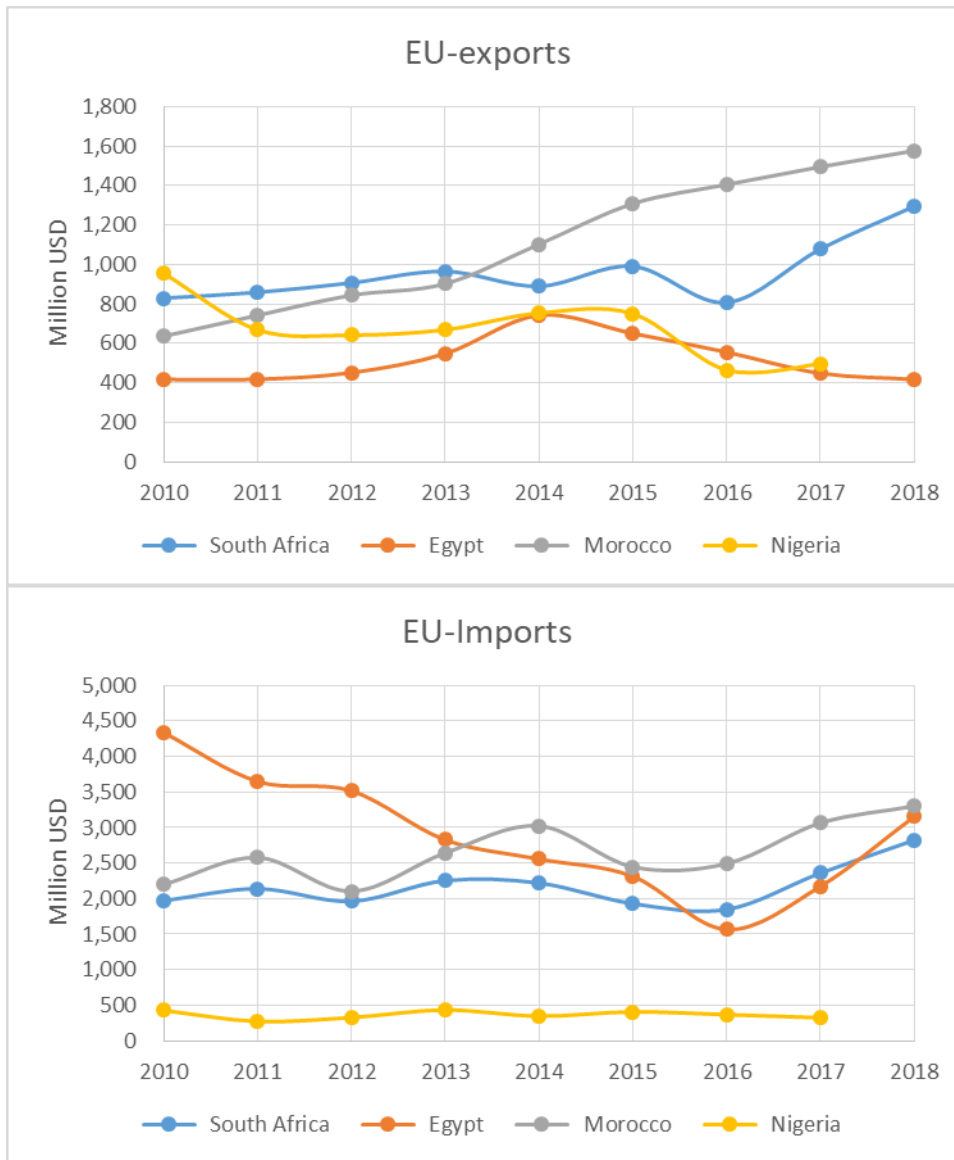 EU-exports
1,800
1,600
1,400
1,200
1,000
800
600
400
200
0
Million USD
2010 2011 2012 2013 2014 2015 2016 2017 2018
South Africa Egypt Morocco Nigeria
EU-Imports
5,000
4,500
4,000
3,500
3,000
2,500
2,000
1,500
1,000
500
0
Million USD
2010 2011 2012 2013 2014 2015 2016 2017 2018
South Africa Egypt Morocco Nigeria